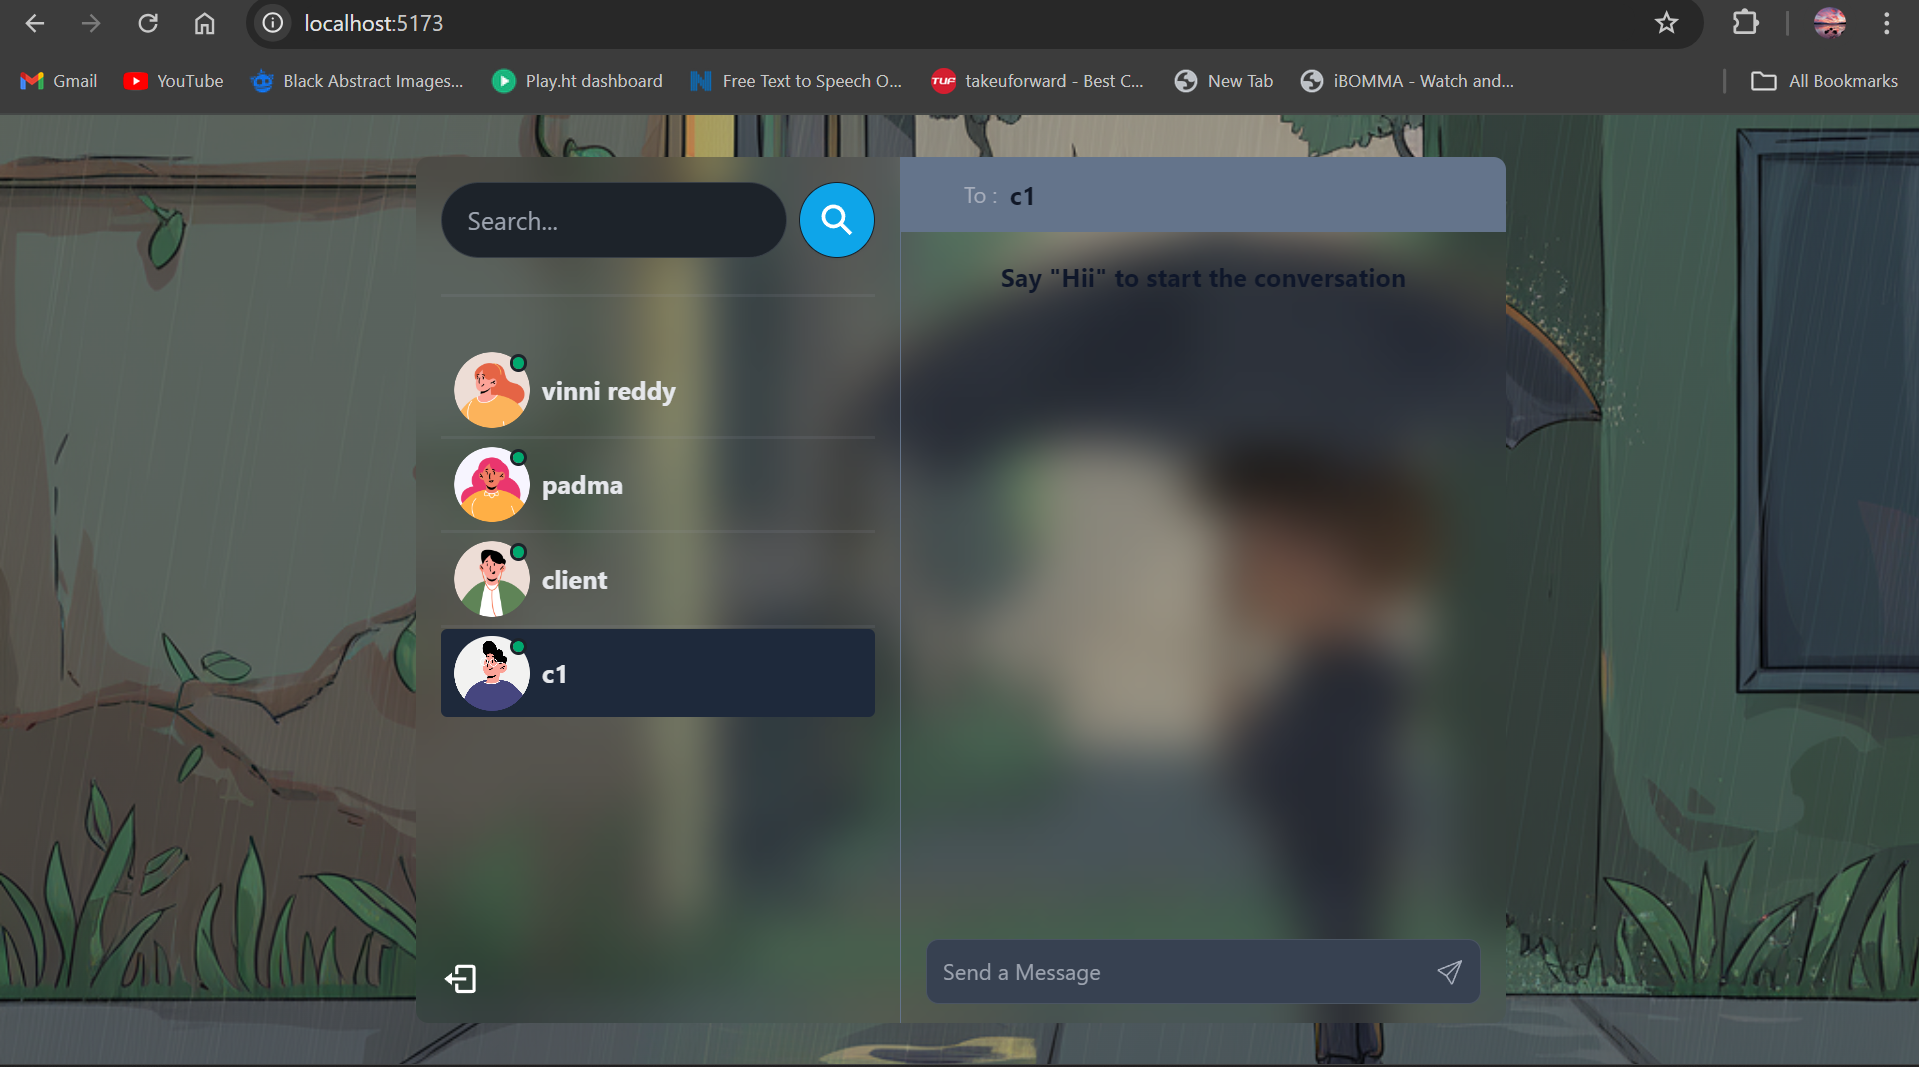 localhost:5173
Gmail
YouTube
Black Abstract Images...
Play.ht dashboard
Free Text to Speech O...
TUF
takeuforward - Best C...
New Tab
iBOMMA - Watch and...
All Bookmarks
Search...
To : c1
Say "Hii" to start the conversation
vinni reddy
padma
client
c1
Send a Message